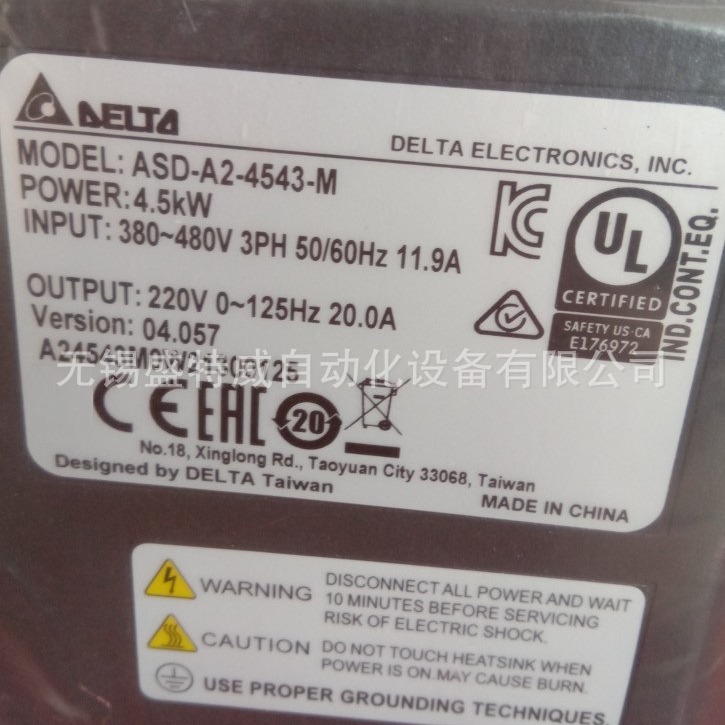 DELTA
DELTA ELECTRONICS, INC.
MODEL: ASD-A2-4543-M
POWER:4.5kW
INPUT: 380~480V 3PH 50/60Hz 11.9A
OUTPUT: 220V 0~125Hz 20.0A
Version: 04.057
无锡盛特威自动化设备有限公司
UL
CERTIFIED
SAFETY US·CA
E176972
IND.CONT.EQ.
CE EAC 20
No.18, Xinglong Rd., Taoyuan City 33068, Taiwan
Designed by DELTA Taiwan
MADE IN CHINA
WARNING
DISCONNECT ALL POWER AND WAIT
10 MINUTES BEFORE SERVICING
RISK OF ELECTRIC SHOCK.
CAUTION
DO NOT TOUCH HEATSINK WHEN
POWER IS ON.MAY CAUSE BURN.
USE PROPER GROUNDING TECHNIQUES.